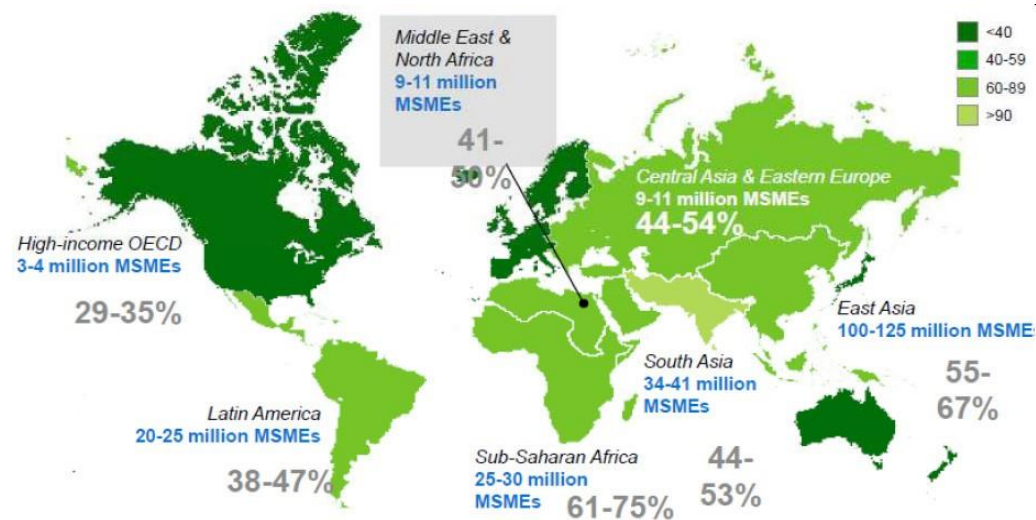 Middle East &
North Africa
9-11 million
MSMEs
41-
50%
<40
40-59
60-89
>90
Central Asia & Eastern Europe
9-11 million MSMEs
44-54%
High-income OECD
3-4 million MSMEs
29-35%
East Asia
100-125 million MSMEs
55-
67%
South Asia
34-41 million
MSMEs
44-
53%
Latin America
20-25 million MSMEs
38-47%
Sub-Saharan Africa
25-30 million
MSMEs
61-75%